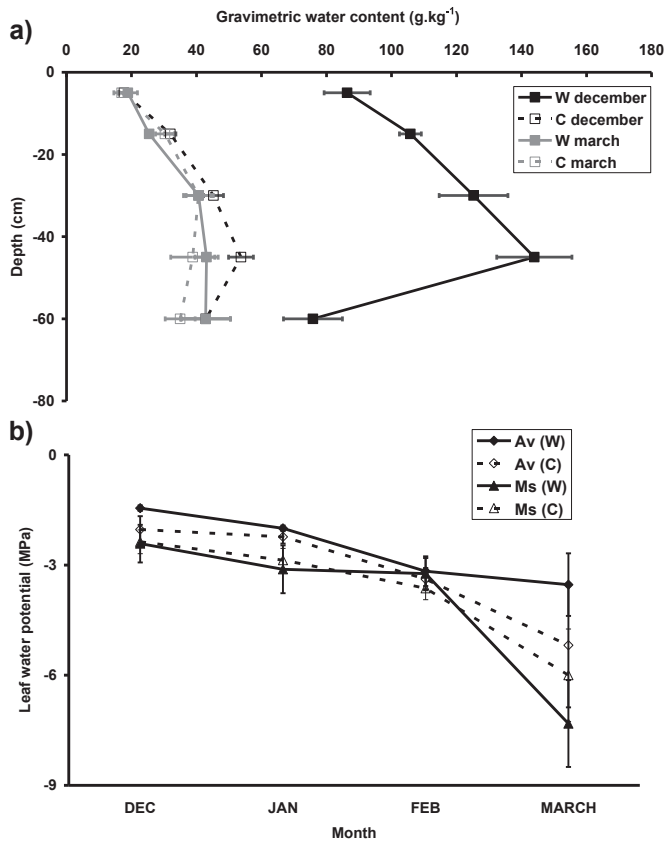 Gravimetric water content (g.kg-1)
a)
0 20 40 60 80 100 120 140 160 180
0
-20
-40
-60
-80
Depth (cm)
W december
C december
W march
C march
b)
Av (W)
Av (C)
Ms (W)
Ms (C)
0
-3
-6
-9
Leaf water potential (MPa)
DEC JAN FEB MARCH
Month